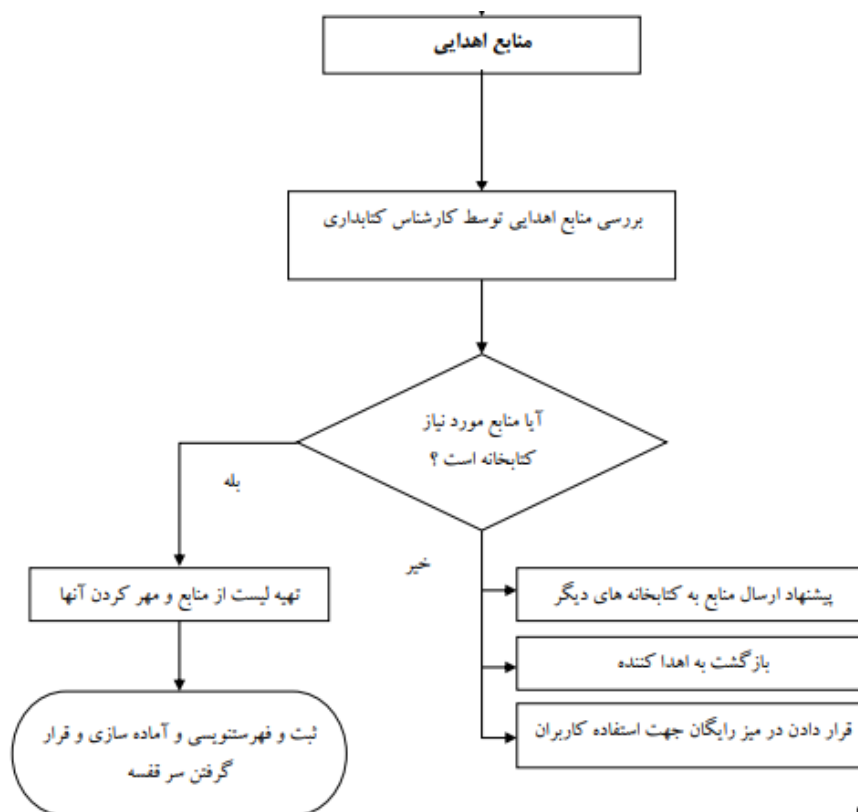 منابع اهدایی
بررسی منابع اهدایی توسط کارشناس کتابداری
آیا منابع مورد نیاز
کتابخانه است ؟
بله
خیر
تهیه لیست از منابع و مهر کردن آنها
ثبت و فهرستنویسی و آماده سازی و قرار
گرفتن سر قفسه
پیشنهاد ارسال منابع به کتابخانه های دیگر
بازگشت به اهدا کننده
قرار دادن در میز رایگان جهت استفاده کاربران